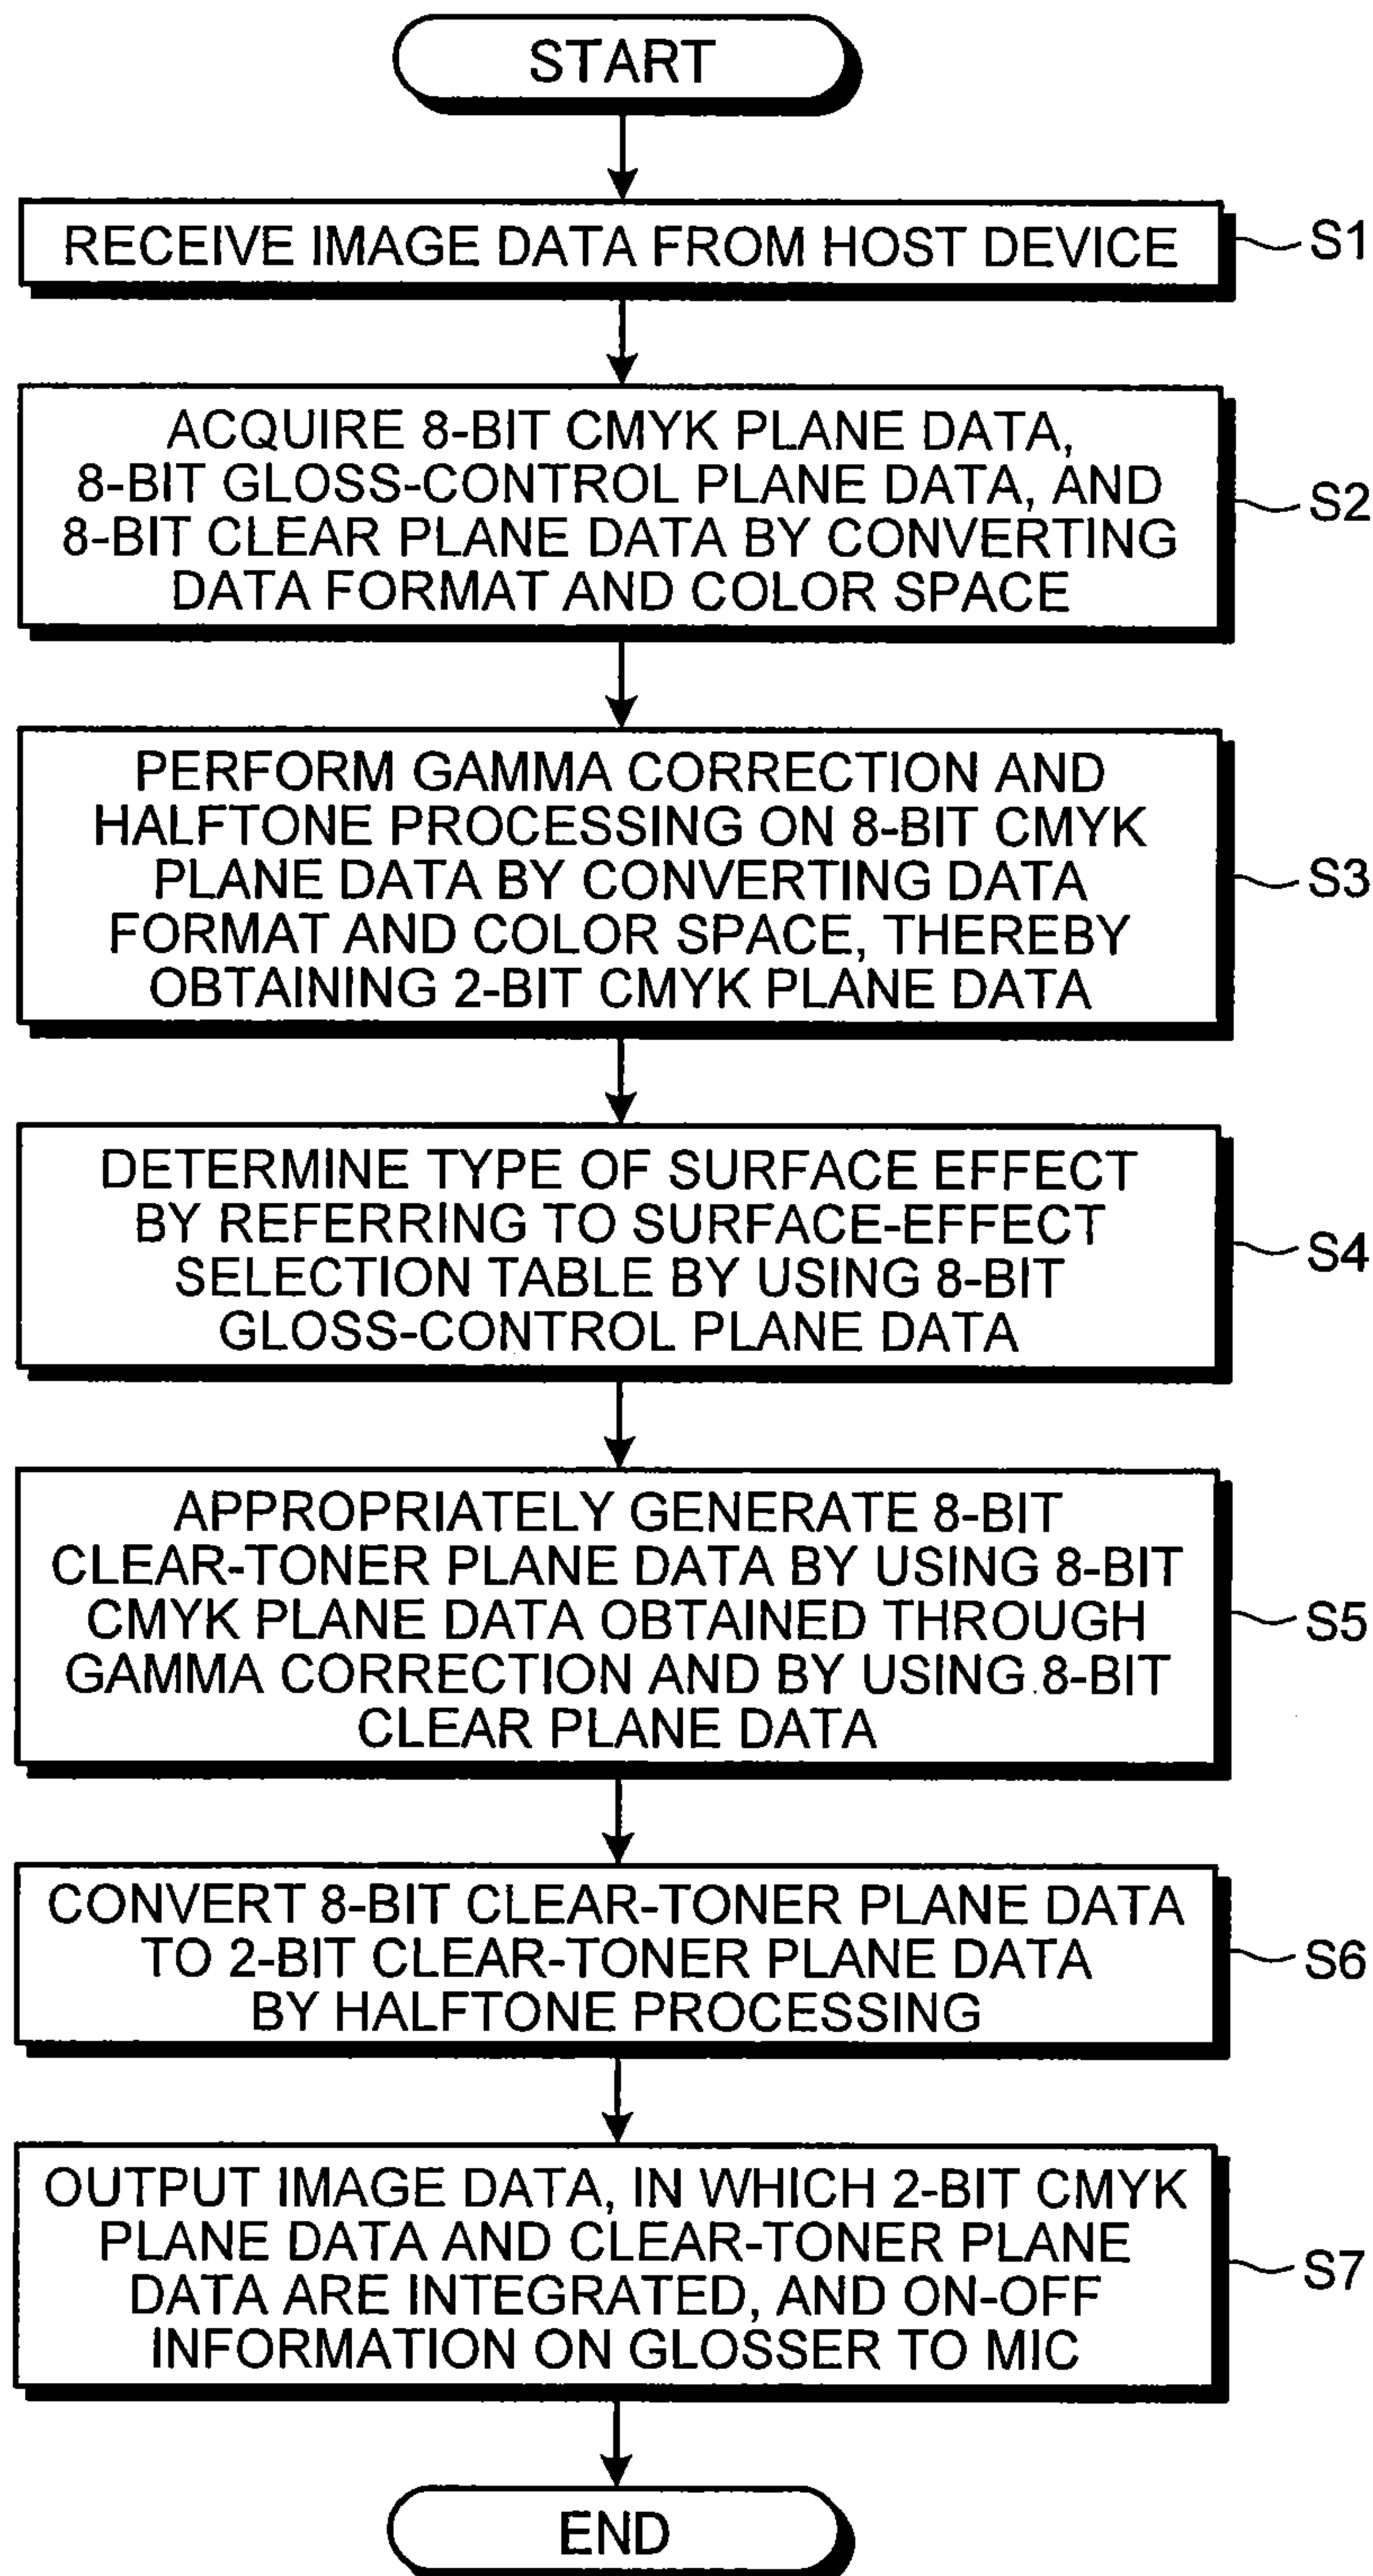 START
RECEIVE IMAGE DATA FROM HOST DEVICE
S1
ACQUIRE 8-BIT CMYK PLANE DATA,
8-BIT GLOSS-CONTROL PLANE DATA, AND
8-BIT CLEAR PLANE DATA BY CONVERTING
DATA FORMAT AND COLOR SPACE
S2
PERFORM GAMMA CORRECTION AND
HALFTONE PROCESSING ON 8-BIT CMYK
PLANE DATA BY CONVERTING DATA
FORMAT AND COLOR SPACE, THEREBY
OBTAINING 2-BIT CMYK PLANE DATA
S3
DETERMINE TYPE OF SURFACE EFFECT
BY REFERRING TO SURFACE-EFFECT
SELECTION TABLE BY USING 8-BIT
GLOSS-CONTROL PLANE DATA
S4
APPROPRIATELY GENERATE 8-BIT
CLEAR-TONER PLANE DATA BY USING 8-BIT
CMYK PLANE DATA OBTAINED THROUGH
GAMMA CORRECTION AND BY USING 8-BIT
CLEAR PLANE DATA
S5
CONVERT 8-BIT CLEAR-TONER PLANE DATA
TO 2-BIT CLEAR-TONER PLANE DATA
BY HALFTONE PROCESSING
S6
OUTPUT IMAGE DATA, IN WHICH 2-BIT CMYK
PLANE DATA AND CLEAR-TONER PLANE
DATA ARE INTEGRATED, AND ON-OFF
INFORMATION ON GLOSSER TO MIC
S7
END